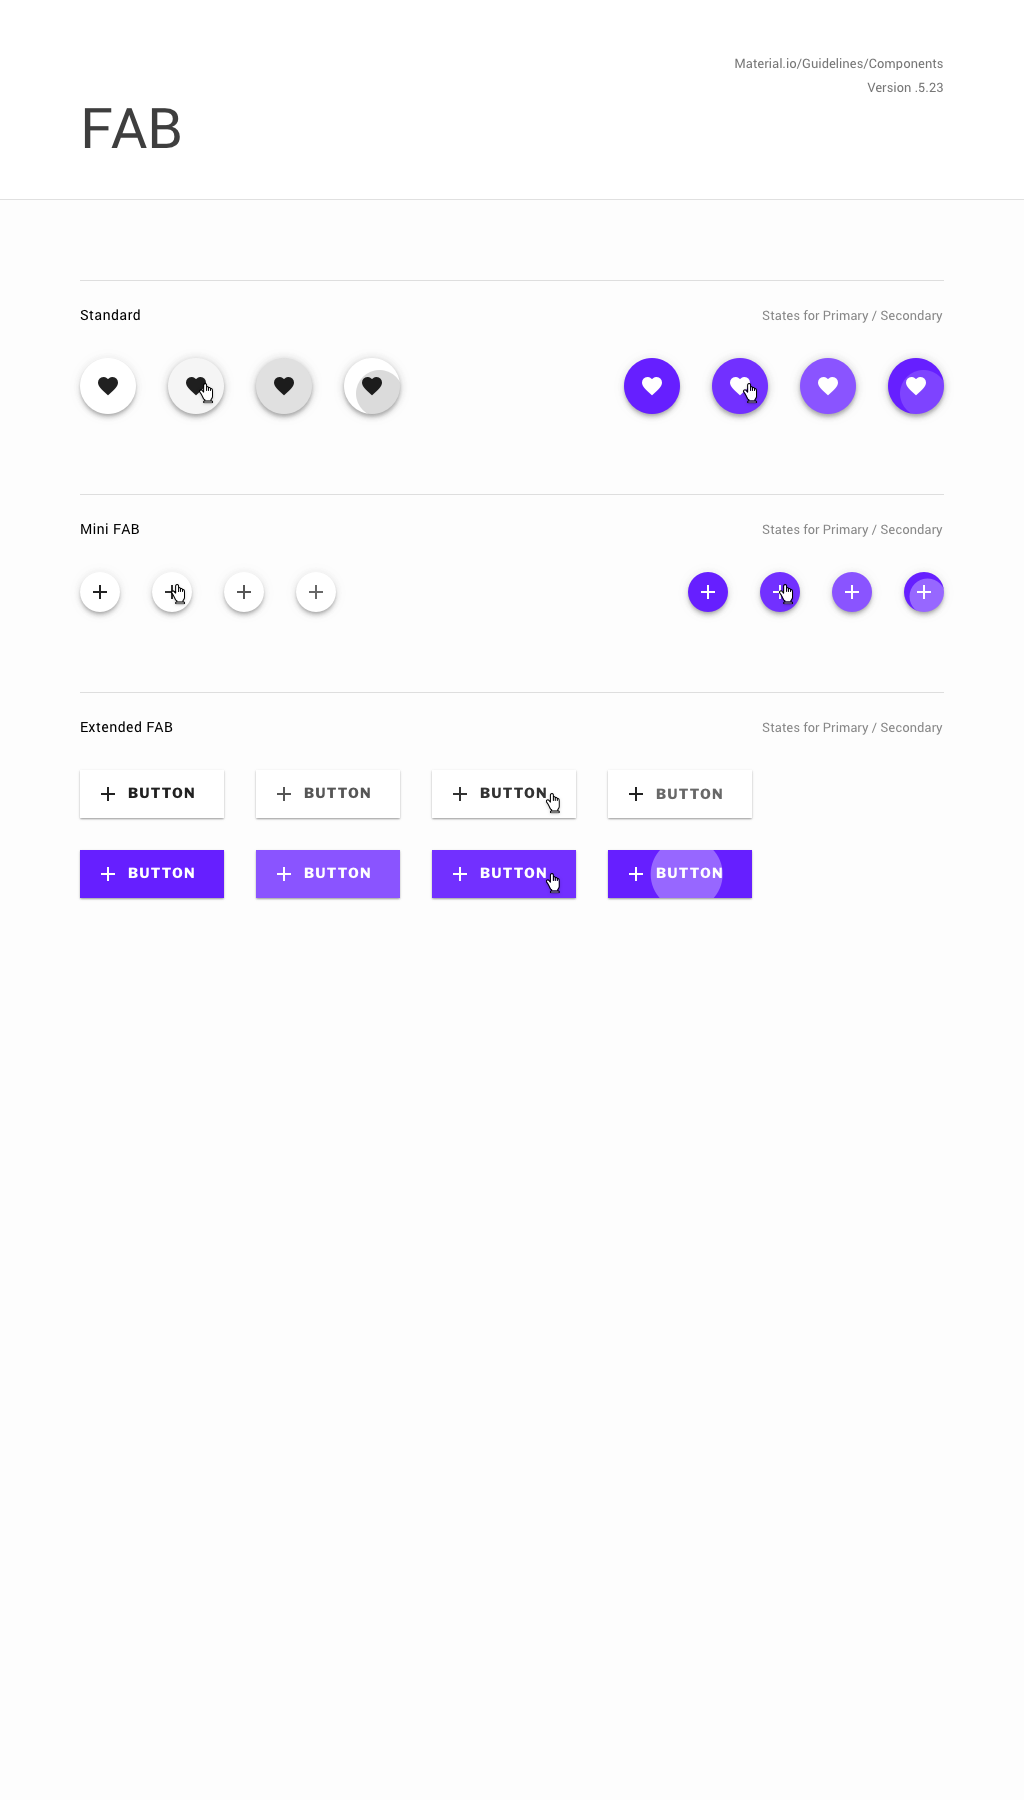 Material.io/Guidelines/Components
Version .5.23
FAB
Standard
States for Primary / Secondary
Mini FAB
States for Primary / Secondary
Extended FAB
States for Primary / Secondary
BUTTON
BUTTON
BUTTON
BUTTON
BUTTON
BUTTON
BUTTON
BUTTON